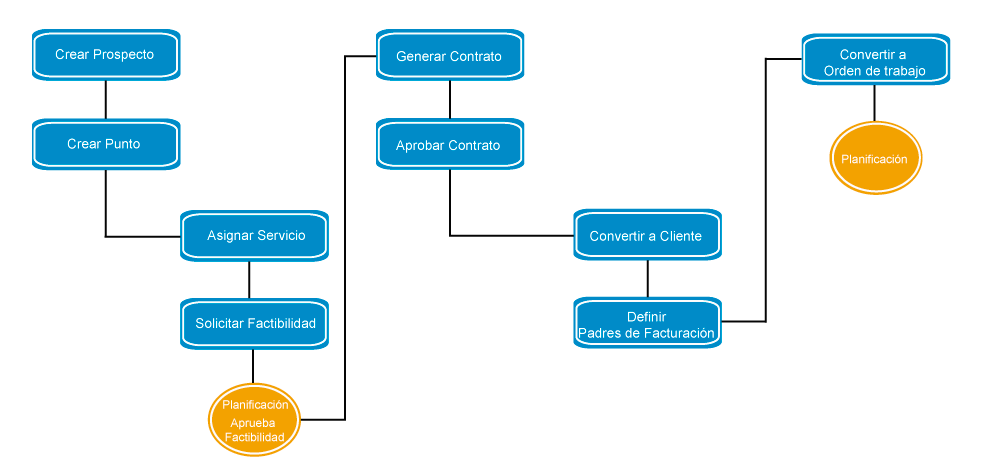 Crear Prospecto
Crear Punto
Asignar Servicio
Solicitar Factibilidad
Planificación
Aprueba
Factibilidad
Generar Contrato
Aprobar Contrato
Convertir a Cliente
Definir
Padres de Facturación
Convertir a
Orden de trabajo
Planificación